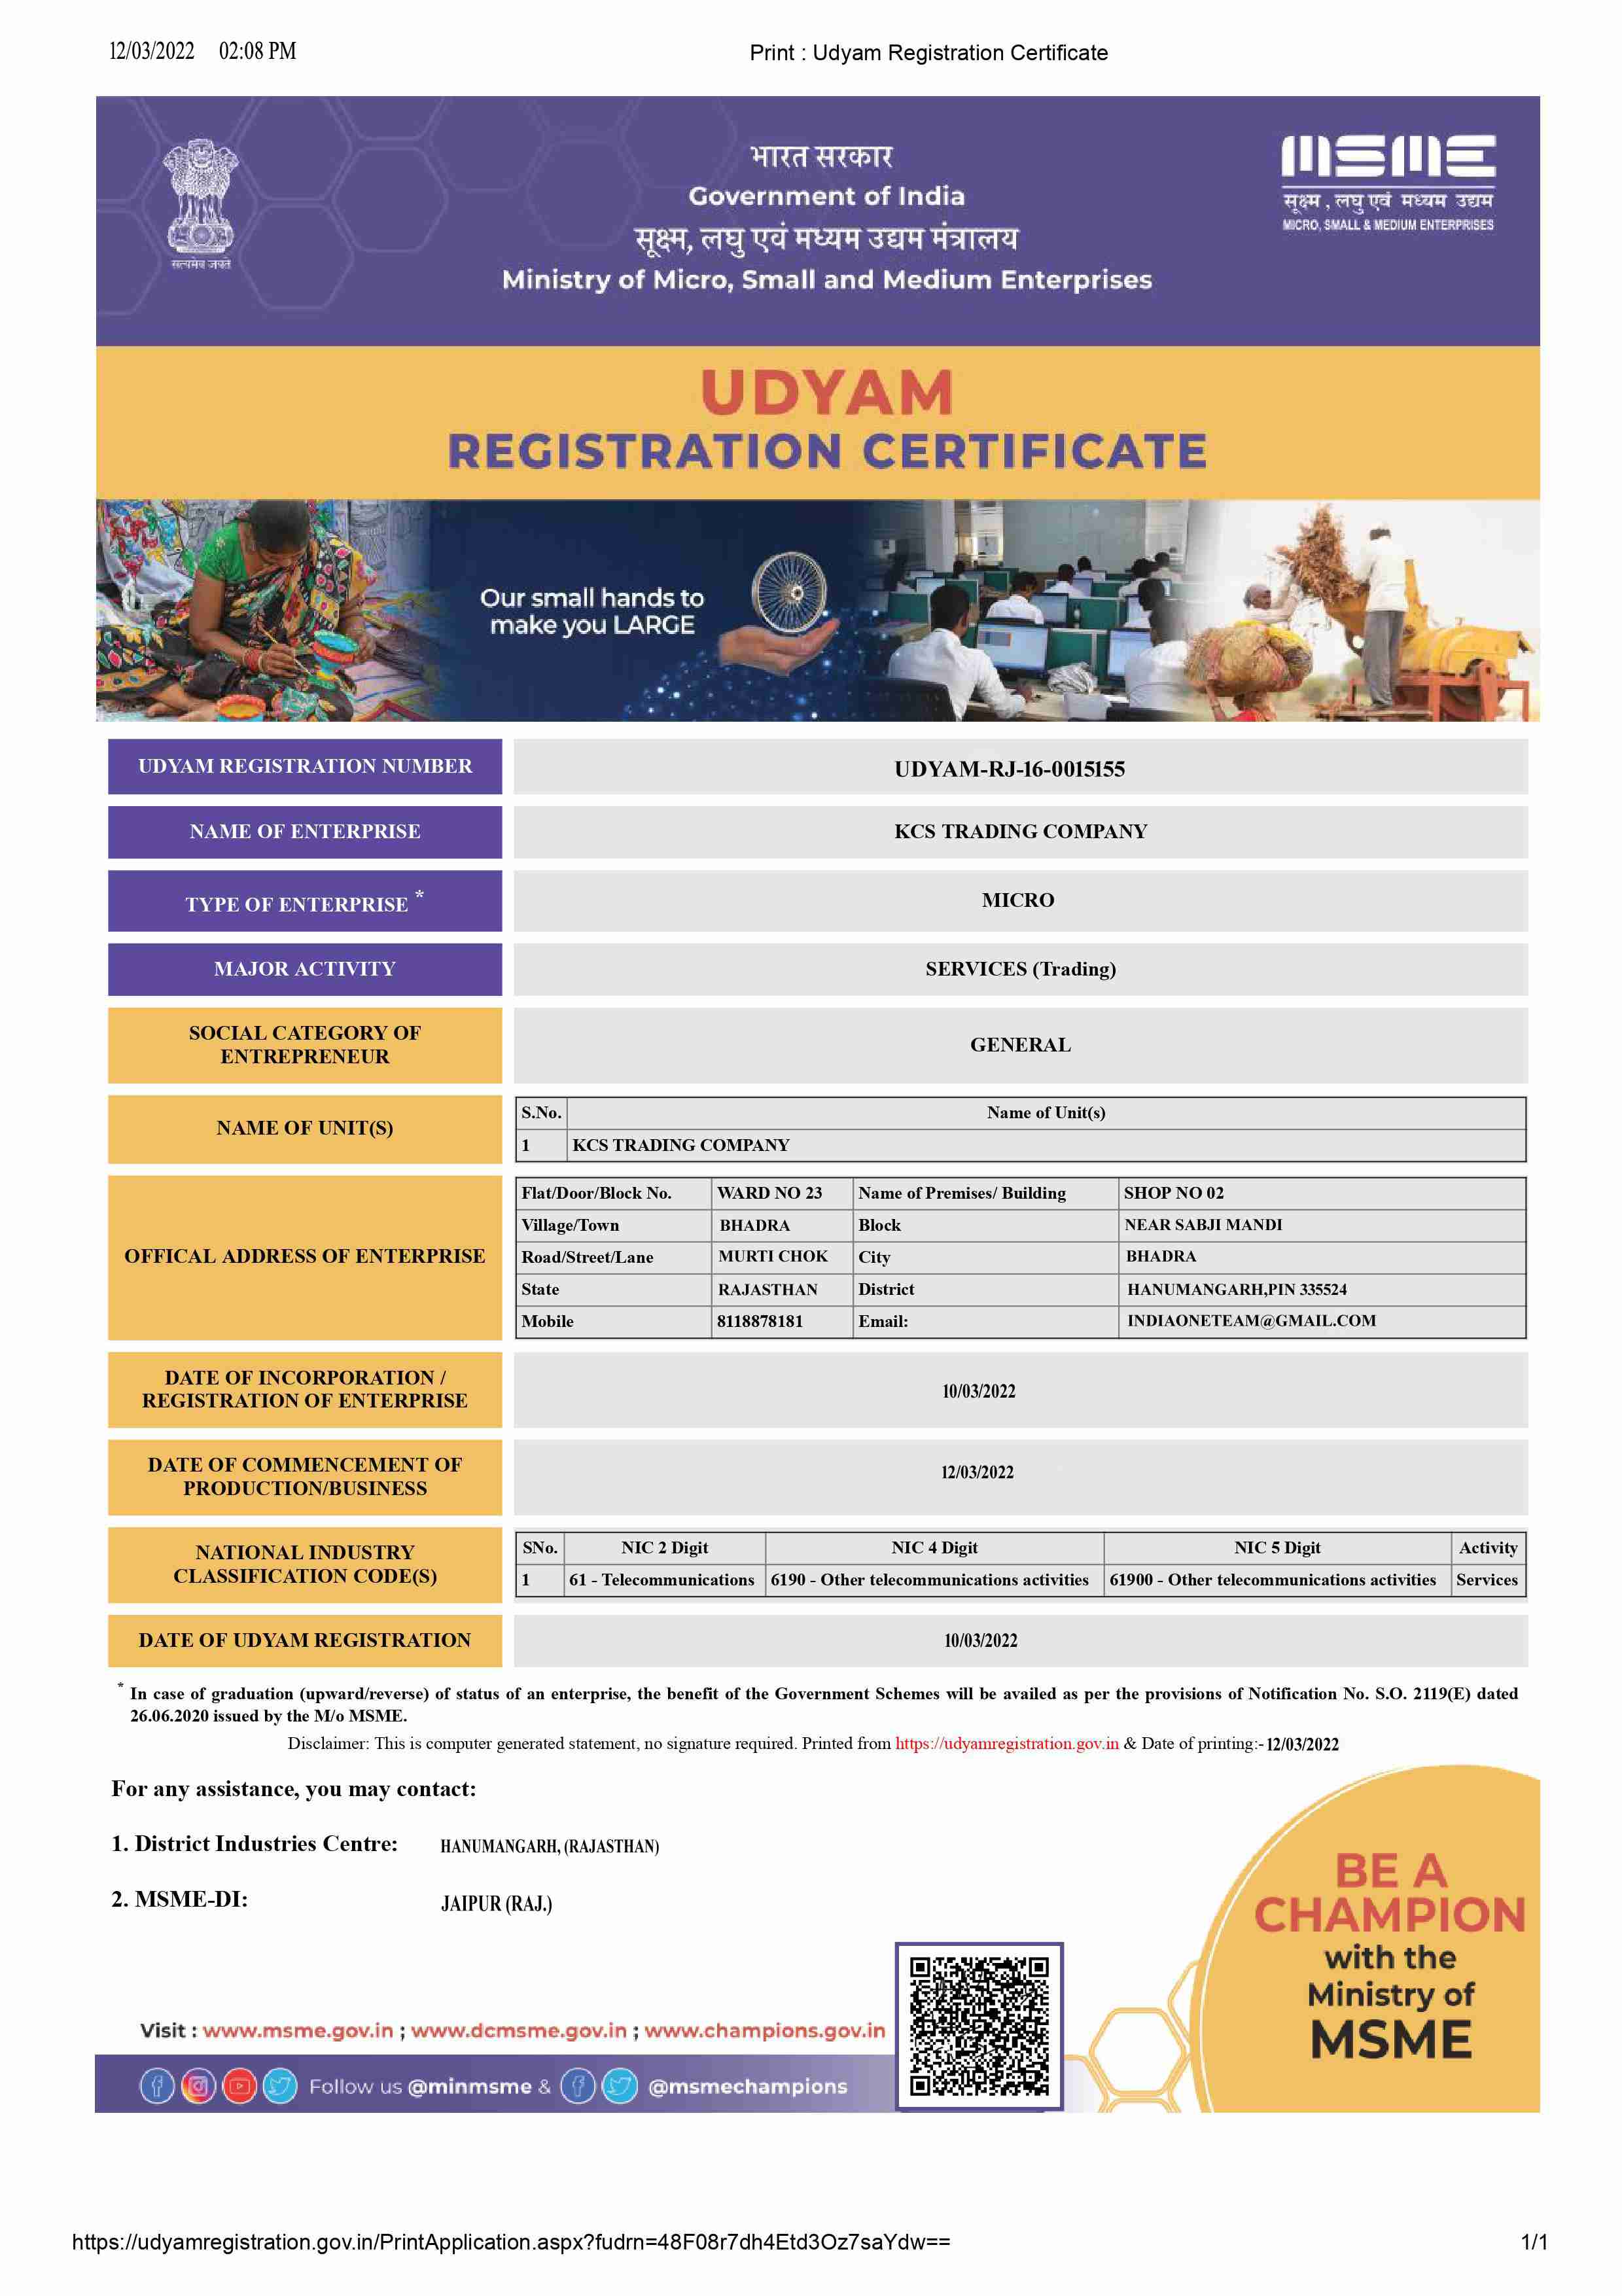 12/03/2022 02:08 PM Print : Udyam Registration Certificate
भारत सरकार
Government of India
सूक्ष्म, लघु एवं मध्यम उद्यम मंत्रालय
Ministry of Micro, Small and Medium Enterprises
सत्यमेव जयते
MSME
सूक्ष्म , लघु एवं मध्यम उद्यम
MICRO, SMALL & MEDIUM ENTERPRISES
UDYAM
REGISTRATION CERTIFICATE
Our small hands to
make you LARGE
UDYAM REGISTRATION NUMBER UDYAM-RJ-16-0015155
NAME OF ENTERPRISE KCS TRADING COMPANY
TYPE OF ENTERPRISE * MICRO
MAJOR ACTIVITY SERVICES (Trading)
SOCIAL CATEGORY OF
ENTREPRENEUR
GENERAL
NAME OF UNIT(S)
S.No. Name of Unit(s)
1 KCS TRADING COMPANY
OFFICAL ADDRESS OF ENTERPRISE
Flat/Door/Block No. WARD NO 23 Name of Premises/ Building SHOP NO 02
Village/Town BHADRA Block NEAR SABJI MANDI
Road/Street/Lane MURTI CHOK City BHADRA
State RAJASTHAN District HANUMANGARH,PIN 335524
Mobile 8118878181 Email: INDIAONETEAM@GMAIL.COM
DATE OF INCORPORATION /
REGISTRATION OF ENTERPRISE
10/03/2022
DATE OF COMMENCEMENT OF
PRODUCTION/BUSINESS
12/03/2022
NATIONAL INDUSTRY
CLASSIFICATION CODE(S)
SNo. NIC 2 Digit NIC 4 Digit NIC 5 Digit Activity
1 61 - Telecommunications 6190 - Other telecommunications activities 61900 - Other telecommunications activities Services
DATE OF UDYAM REGISTRATION 10/03/2022
* In case of graduation (upward/reverse) of status of an enterprise, the benefit of the Government Schemes will be availed as per the provisions of Notification No. S.O. 2119(E) dated
26.06.2020 issued by the M/o MSME.
Disclaimer: This is computer generated statement, no signature required. Printed from https://udyamregistration.gov.in & Date of printing:- 12/03/2022
For any assistance, you may contact:
1. District Industries Centre: HANUMANGARH, (RAJASTHAN)
2. MSME-DI: JAIPUR (RAJ.)
BE A
CHAMPION
with the
Ministry of
MSME
Visit : www.msme.gov.in ; www.dcmsme.gov.in ; www.champions.gov.in
Follow us @minmsme & @msmechampions
https://udyamregistration.gov.in/PrintApplication.aspx?fudrn=48F08r7dh4Etd3Oz7saYdw== 1/1